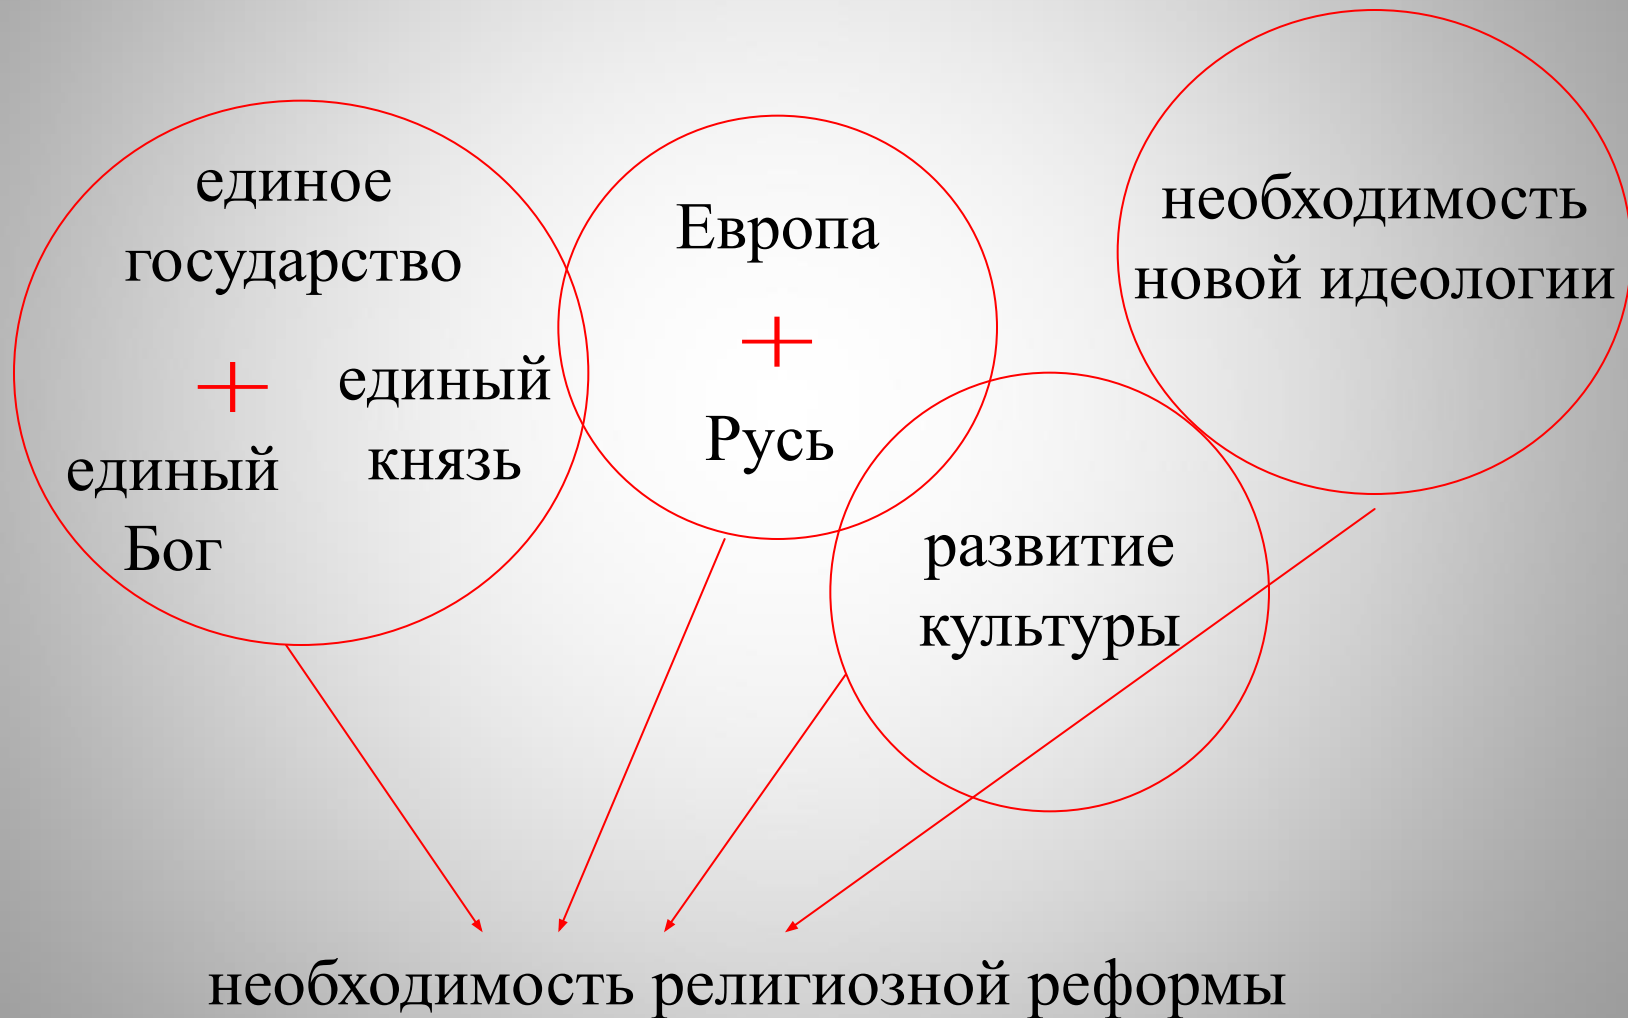 единое
государство
+
единый
князь
единый
Бог
Европа
+
Русь
необходимость
новой идеологии
развитие
культуры
необходимость религиозной реформы